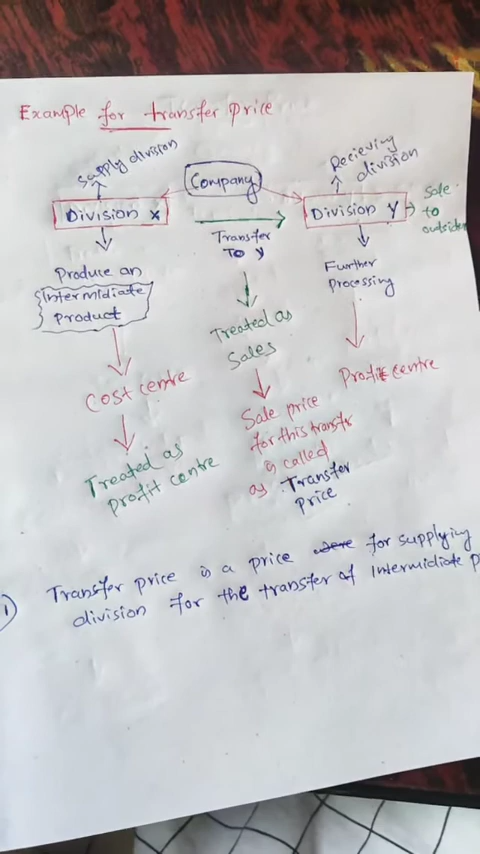 Example for transfer price
Supply division
Company
Recieving
division
Division X
Division Y
Sale
to
outsider
Transfer
To Y
Produce an
Intermidiate
Product
Further
Processing
Treated as
Sales
Cost centre
Profit centre
Sale price
for this transfer
is called
as Transfer
Price
Treated as
profit centre
1) Transfer price is a price for supplying
division for the transfer of Intermidiate p